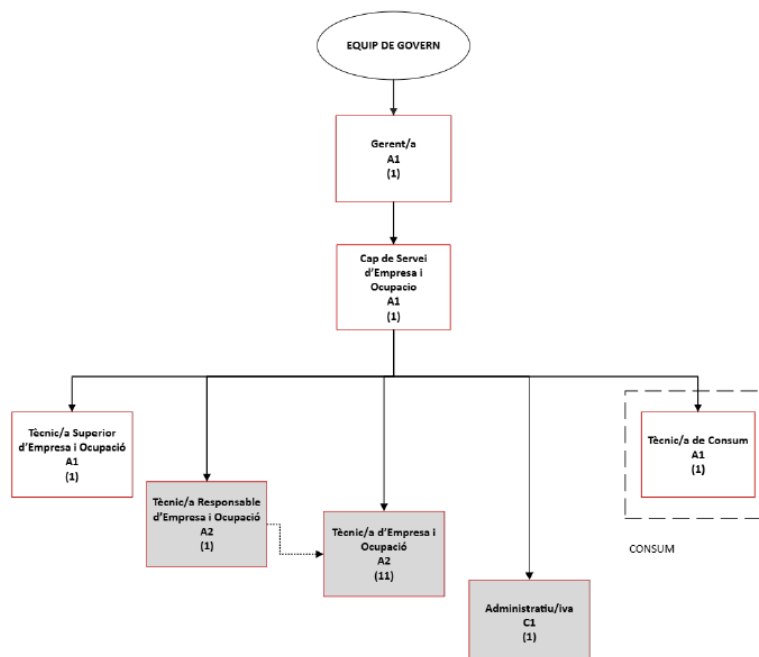 EQUIP DE GOVERN
Gerent/a
A1
(1)
Cap de Servei
d'Empresa i
Ocupacio
A1
(1)
Tècnic/a Superior
d'Empresa i Ocupació
A1
(1)
Tècnic/a Responsable
d'Empresa i Ocupació
A2
(1)
Tècnic/a d'Empresa i
Ocupació
A2
(11)
Administratiu/iva
C1
(1)
Tècnic/a de Consum
A1
(1)
CONSUM